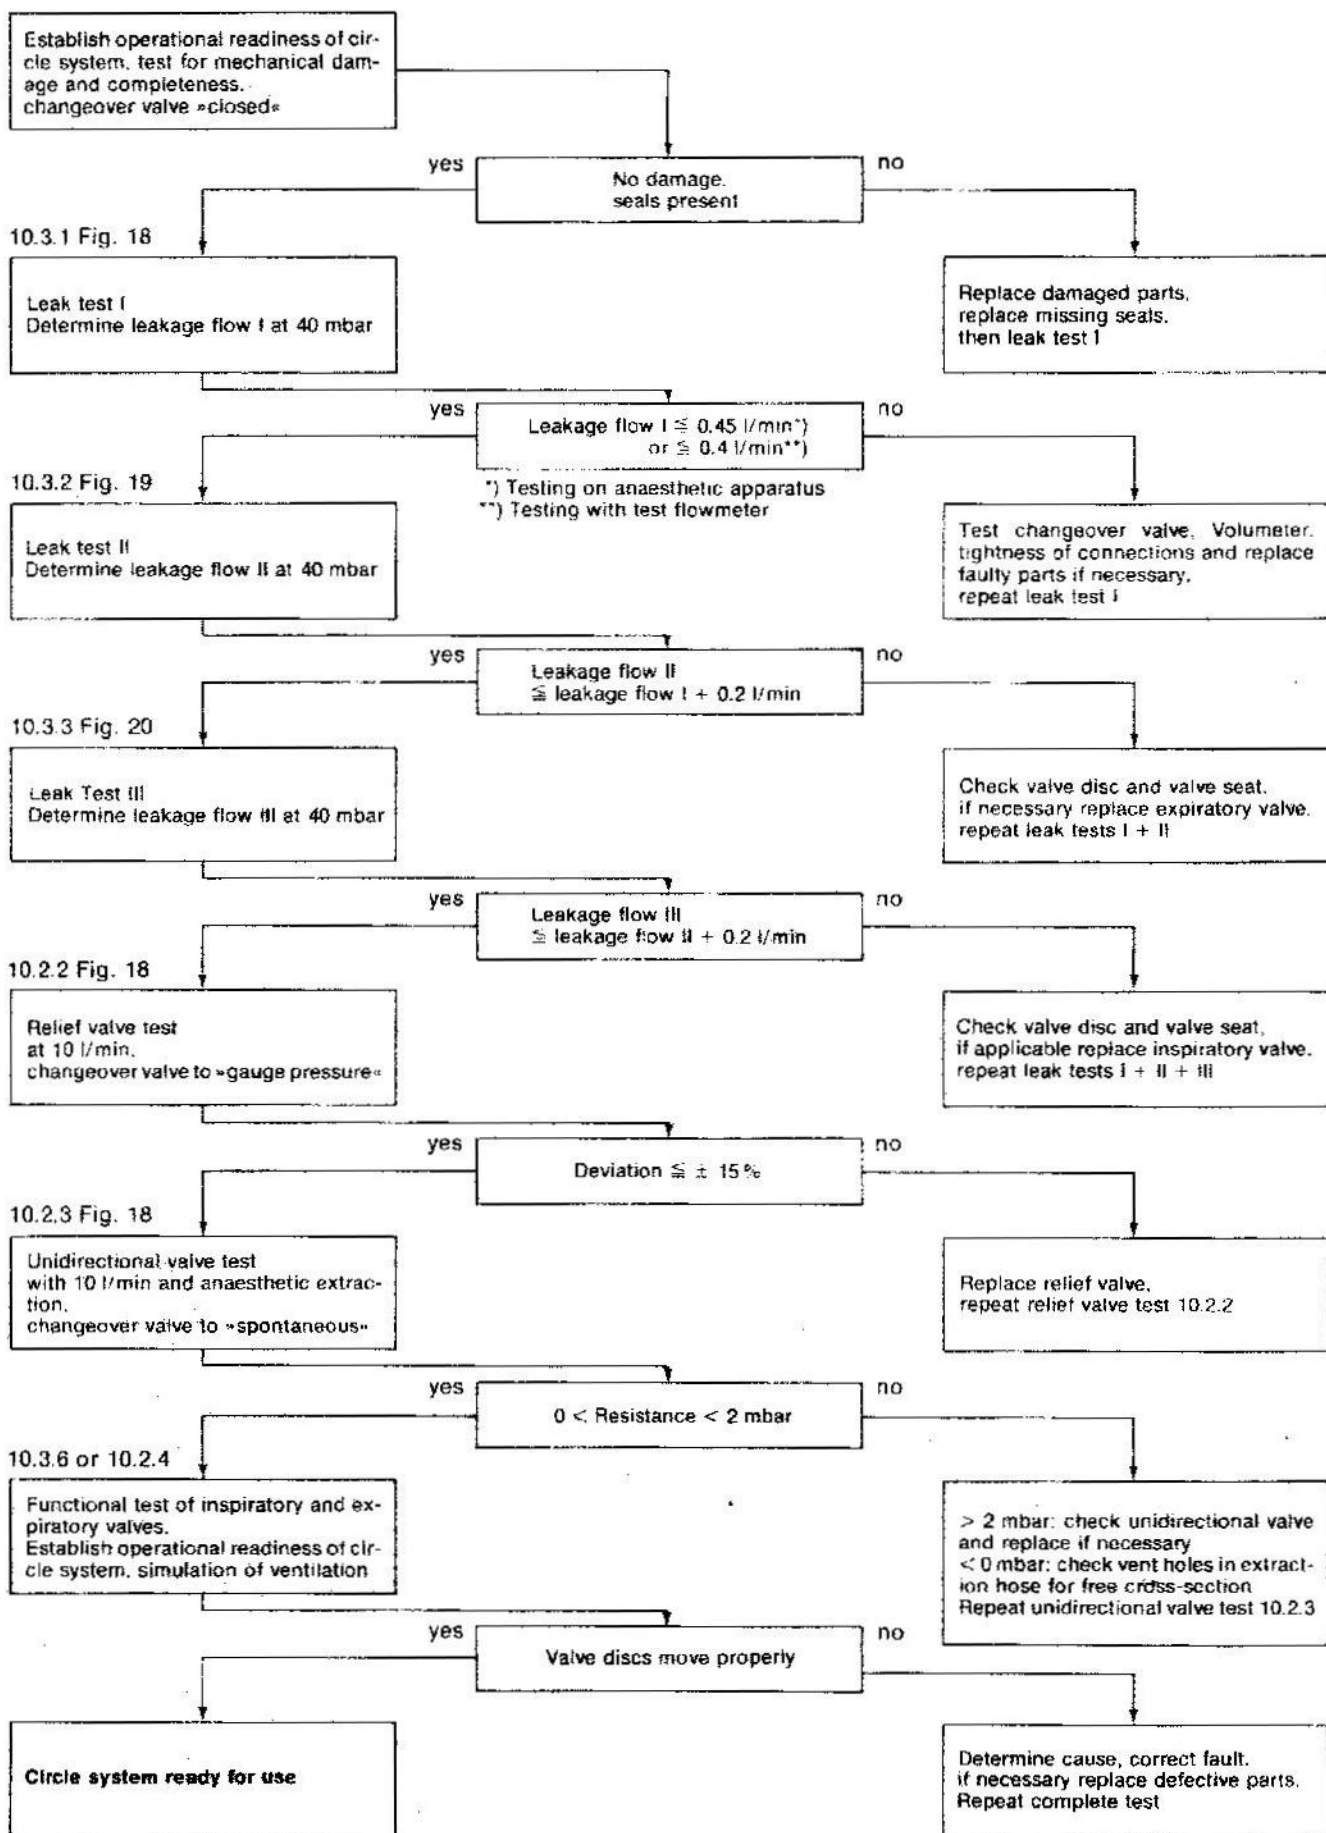 Establish operational readiness of cir-
cle system, test for mechanical dam-
age and completeness.
changeover valve »closed«
yes
No damage.
seals present
no
10.3.1 Fig. 18
Leak test I
Determine leakage flow I at 40 mbar
Replace damaged parts,
replace missing seals.
then leak test I
yes
Leakage flow I ≦ 0.45 l/min*)
or ≦ 0.4 l/min**)
no
*) Testing on anaesthetic apparatus
**) Testing with test flowmeter
10.3.2 Fig. 19
Leak test II
Determine leakage flow II at 40 mbar
Test changeover valve, Volumeter.
tightness of connections and replace
faulty parts if necessary.
repeat leak test I
yes
Leakage flow II
≦ leakage flow I + 0.2 l/min
no
10.3.3 Fig. 20
Leak Test III
Determine leakage flow III at 40 mbar
Check valve disc and valve seat.
if necessary replace expiratory valve.
repeat leak tests I + II
yes
Leakage flow III
≦ leakage flow II + 0.2 l/min
no
10.2.2 Fig. 18
Relief valve test
at 10 l/min.
changeover valve to »gauge pressure«
Check valve disc and valve seat,
if applicable replace inspiratory valve.
repeat leak tests I + II + III
yes
Deviation ≦ ± 15%
no
10.2.3 Fig. 18
Unidirectional valve test
with 10 l/min and anaesthetic extrac-
tion.
changeover valve to »spontaneous«
Replace relief valve,
repeat relief valve test 10.2.2
yes
0 < Resistance < 2 mbar
no
10.3.6 or 10.2.4
Functional test of inspiratory and ex-
piratory valves.
Establish operational readiness of cir-
cle system, simulation of ventilation
> 2 mbar: check unidirectional valve
and replace if necessary
< 0 mbar: check vent holes in extract-
ion hose for free cross-section
Repeat unidirectional valve test 10.2.3
yes
Valve discs move properly
no
Circle system ready for use
Determine cause, correct fault.
if necessary replace defective parts.
Repeat complete test